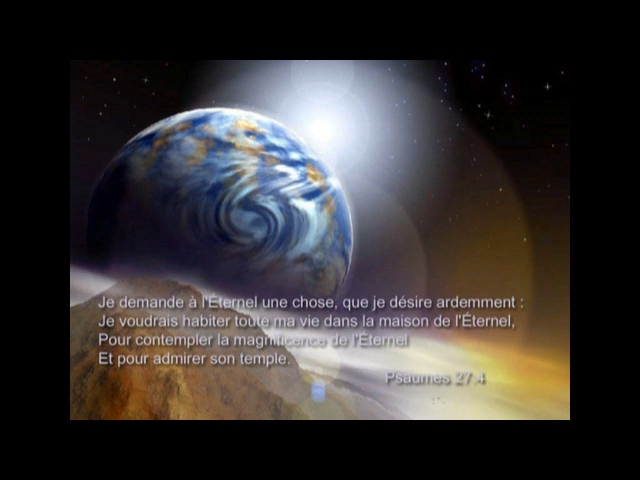 Je demande à l'Éternel une chose, que je désire ardemment :
Je voudrais habiter toute ma vie dans la maison de l'Éternel,
Pour contempler la magnificence de l'Éternel
Et pour admirer son temple.
Psaumes 27.4